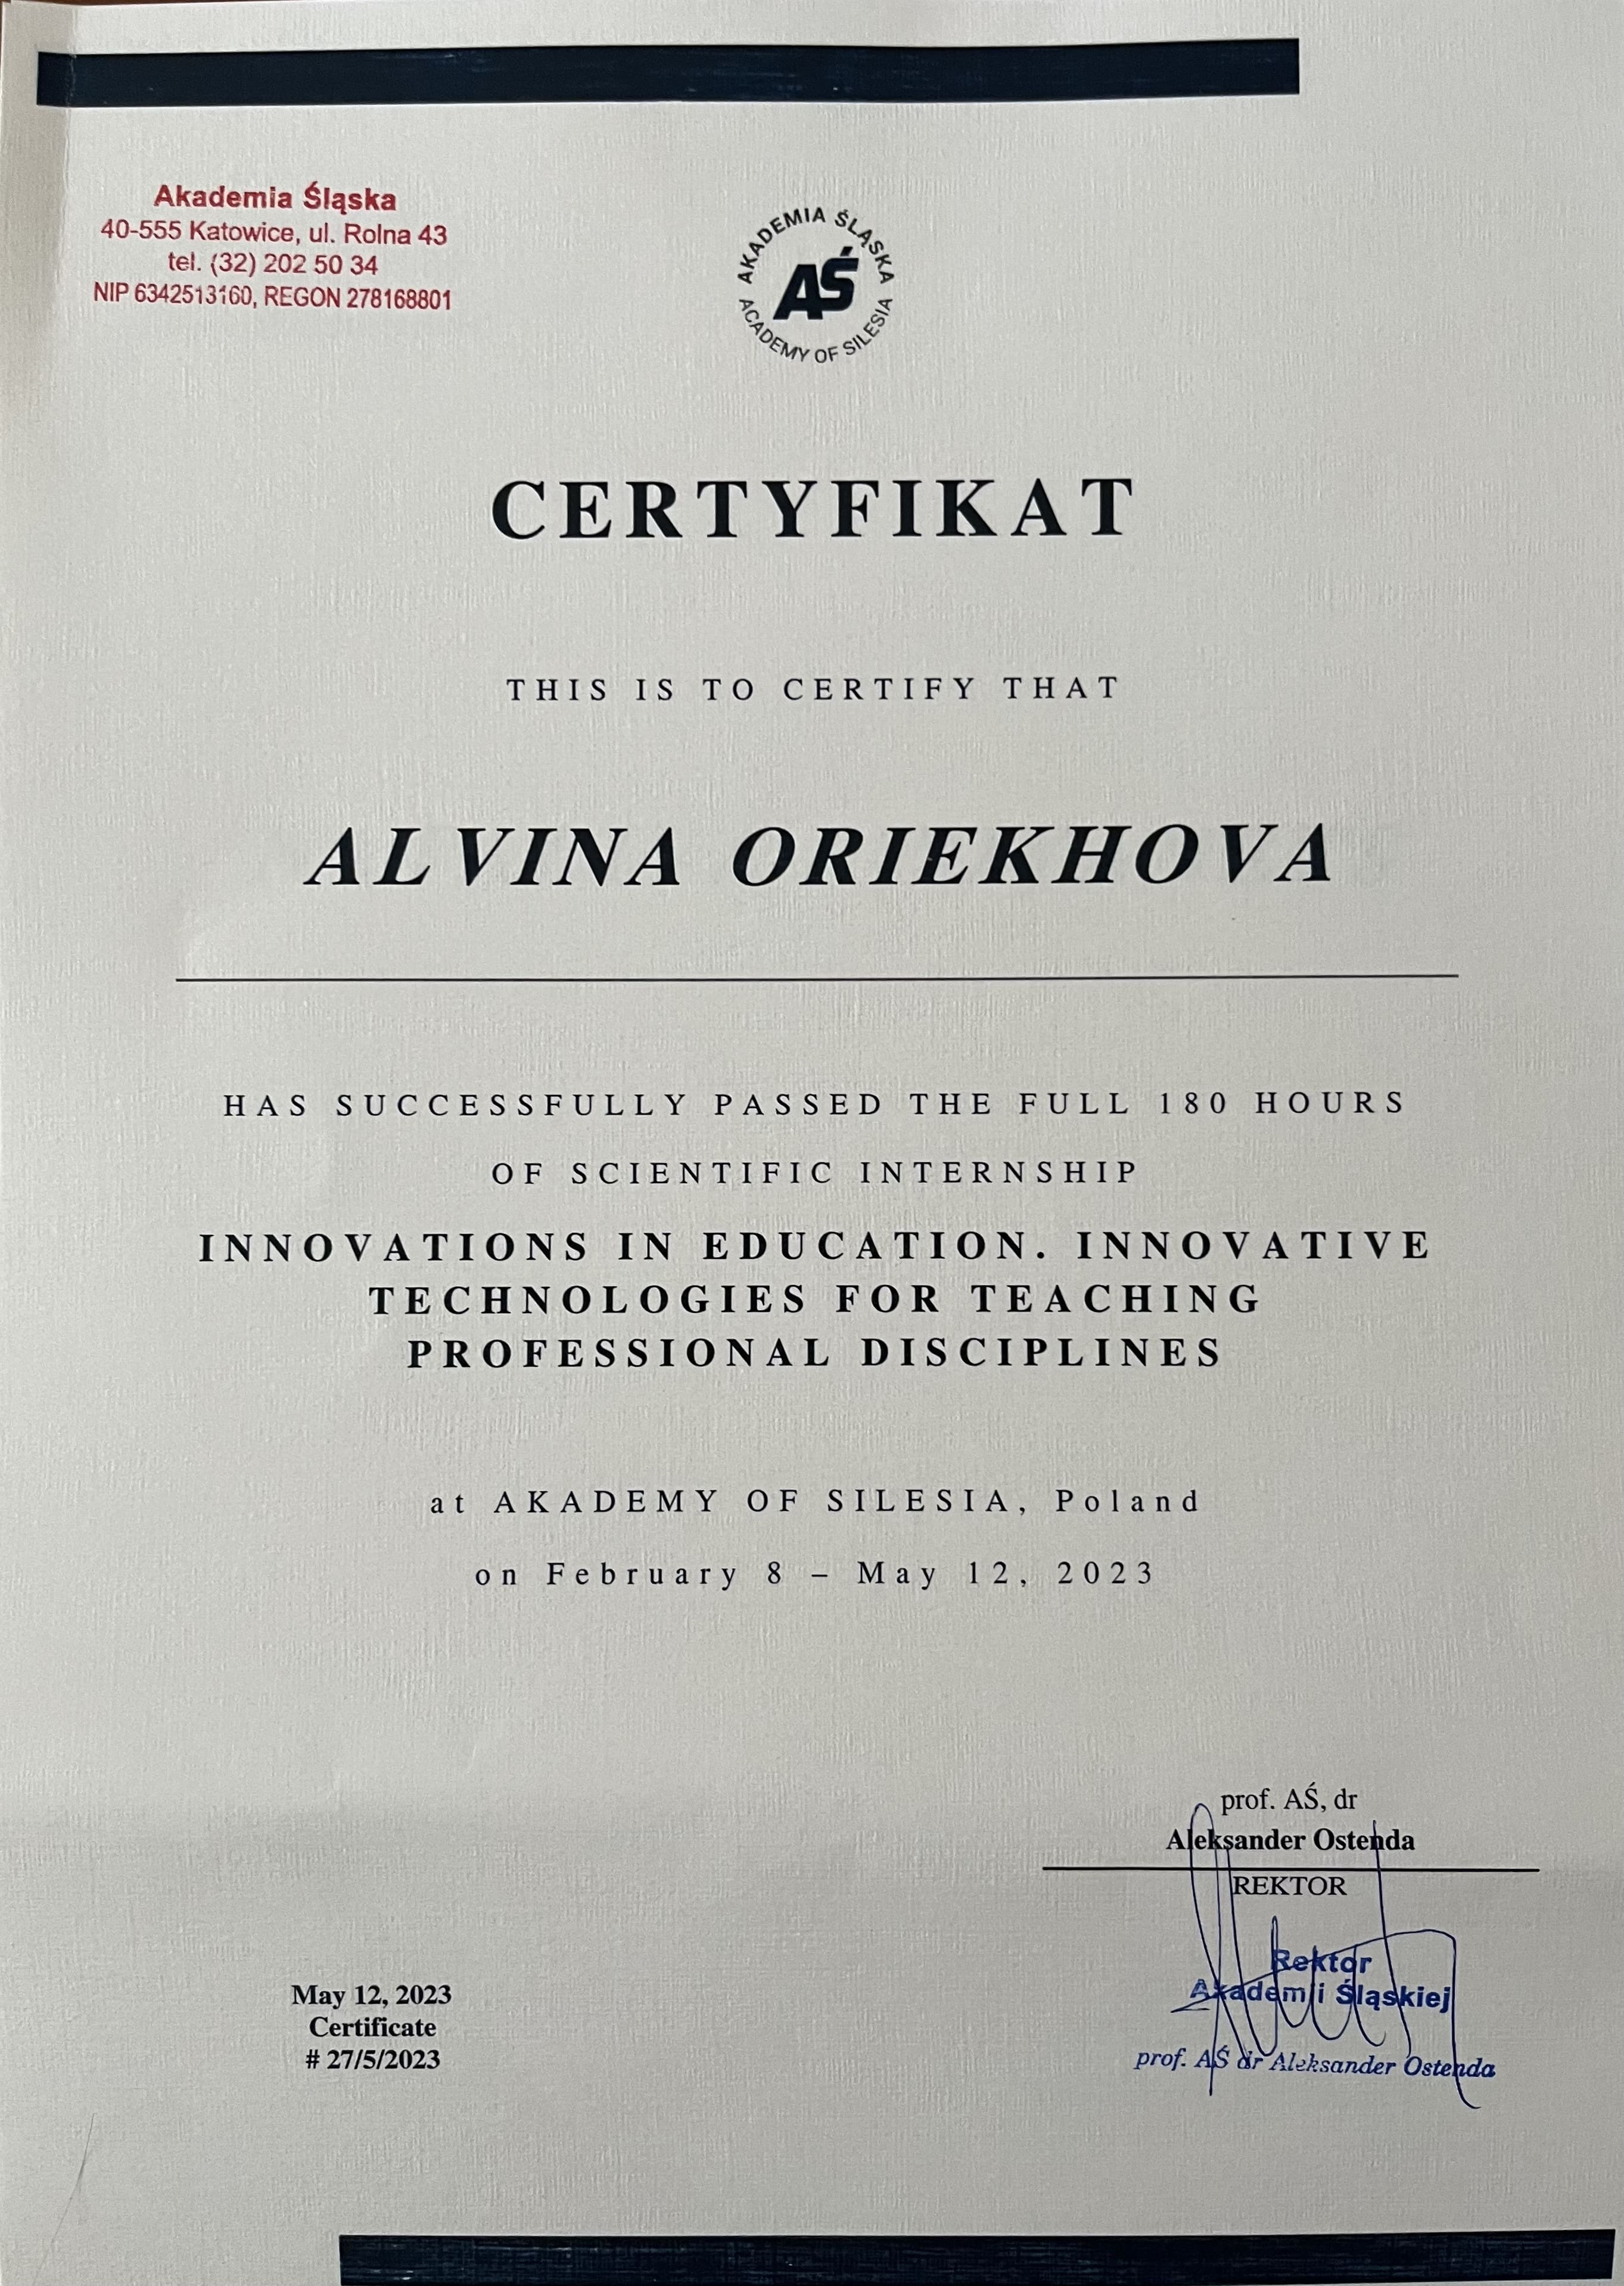 Akademia Śląska
40-555 Katowice, ul. Rolna 43
tel. (32) 202 50 34
NIP 6342513160, REGON 278168801
AKADEMIA ŚLĄSKA
AŚ
ACADEMY OF SILESIA
CERTYFIKAT
THIS IS TO CERTIFY THAT
ALVINA ORIEKHOVA
HAS SUCCESSFULLY PASSED THE FULL 180 HOURS
OF SCIENTIFIC INTERNSHIP
INNOVATIONS IN EDUCATION. INNOVATIVE
TECHNOLOGIES FOR TEACHING
PROFESSIONAL DISCIPLINES
at AKADEMY OF SILESIA, Poland
on February 8 – May 12, 2023
prof. AŚ, dr
Aleksander Ostenda
REKTOR
Rektor
Akademii Śląskiej
prof. AŚ dr Aleksander Ostenda
May 12, 2023
Certificate
# 27/5/2023